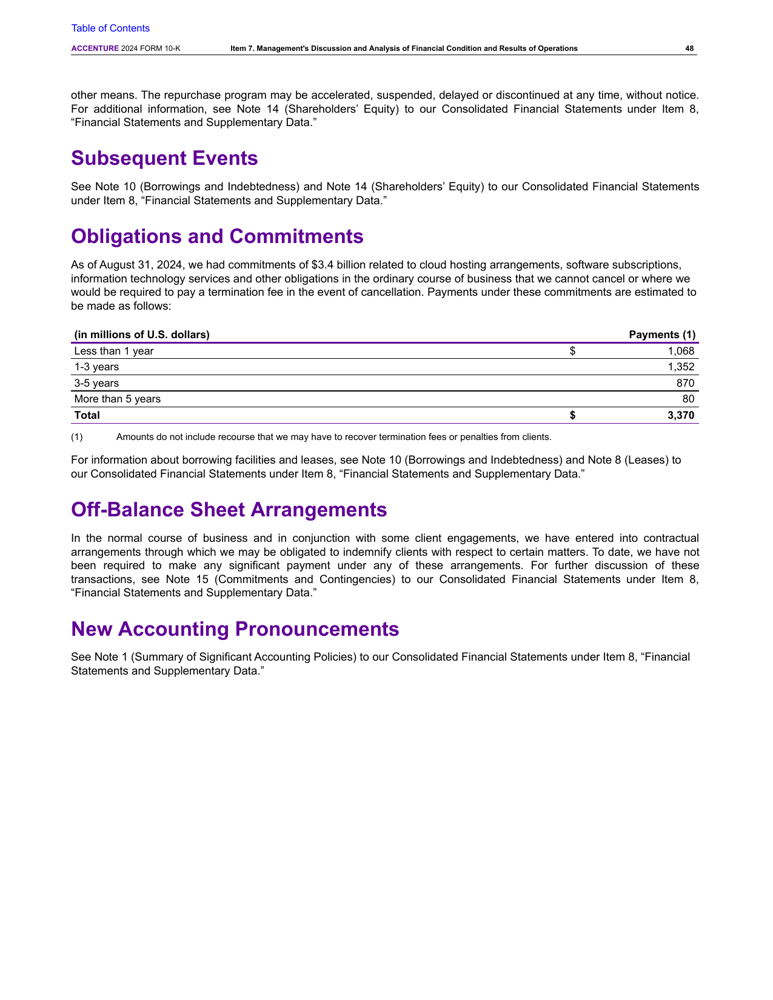 Table of Contents
ACCENTURE 2024 FORM 10-K Item 7. Management's Discussion and Analysis of Financial Condition and Results of Operations 48
other means. The repurchase program may be accelerated, suspended, delayed or discontinued at any time, without notice.
For additional information, see Note 14 (Shareholders’ Equity) to our Consolidated Financial Statements under Item 8,
“Financial Statements and Supplementary Data.”
Subsequent Events
See Note 10 (Borrowings and Indebtedness) and Note 14 (Shareholders’ Equity) to our Consolidated Financial Statements
under Item 8, “Financial Statements and Supplementary Data.”
Obligations and Commitments
As of August 31, 2024, we had commitments of $3.4 billion related to cloud hosting arrangements, software subscriptions,
information technology services and other obligations in the ordinary course of business that we cannot cancel or where we
would be required to pay a termination fee in the event of cancellation. Payments under these commitments are estimated to
be made as follows:
(in millions of U.S. dollars) Payments (1)
Less than 1 year $ 1,068
1-3 years 1,352
3-5 years 870
More than 5 years 80
Total $ 3,370
(1) Amounts do not include recourse that we may have to recover termination fees or penalties from clients.
For information about borrowing facilities and leases, see Note 10 (Borrowings and Indebtedness) and Note 8 (Leases) to
our Consolidated Financial Statements under Item 8, “Financial Statements and Supplementary Data.”
Off-Balance Sheet Arrangements
In the normal course of business and in conjunction with some client engagements, we have entered into contractual
arrangements through which we may be obligated to indemnify clients with respect to certain matters. To date, we have not
been required to make any significant payment under any of these arrangements. For further discussion of these
transactions, see Note 15 (Commitments and Contingencies) to our Consolidated Financial Statements under Item 8,
“Financial Statements and Supplementary Data.”
New Accounting Pronouncements
See Note 1 (Summary of Significant Accounting Policies) to our Consolidated Financial Statements under Item 8, “Financial
Statements and Supplementary Data.”